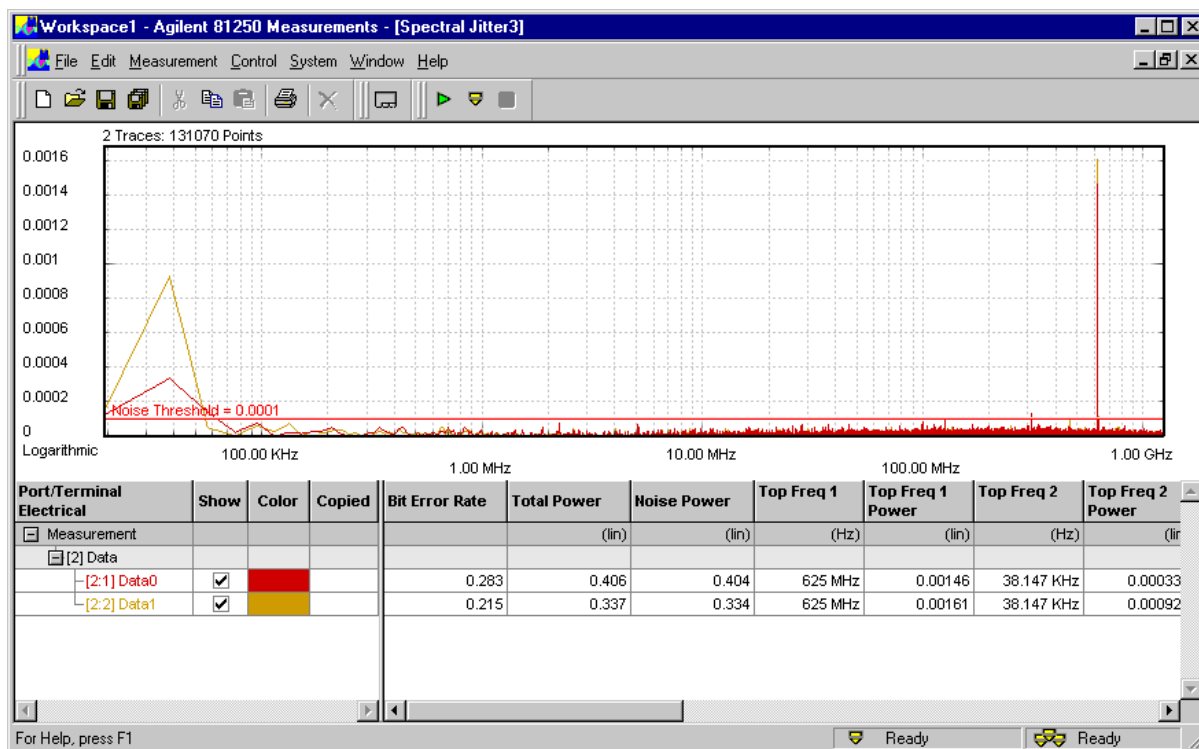 Workspace1 - Agilent 81250 Measurements - [Spectral Jitter3]
File Edit Measurement Control System Window Help
2 Traces: 131070 Points
0.0016
0.0014
0.0012
0.001
0.0008
0.0006
0.0004
0.0002
0
Noise Threshold = 0.0001
Logarithmic 100.00 KHz 1.00 MHz 10.00 MHz 100.00 MHz 1.00 GHz
Port/Terminal Electrical Show Color Copied Bit Error Rate Total Power Noise Power Top Freq 1 Top Freq 1 Power Top Freq 2 Top Freq 2 Power
Measurement (lin) (lin) (Hz) (lin) (Hz) (lin
[2] Data
[2:1] Data0 0.283 0.406 0.404 625 MHz 0.00146 38.147 KHz 0.00033
[2:2] Data1 0.215 0.337 0.334 625 MHz 0.00161 38.147 KHz 0.00092
For Help, press F1 Ready Ready